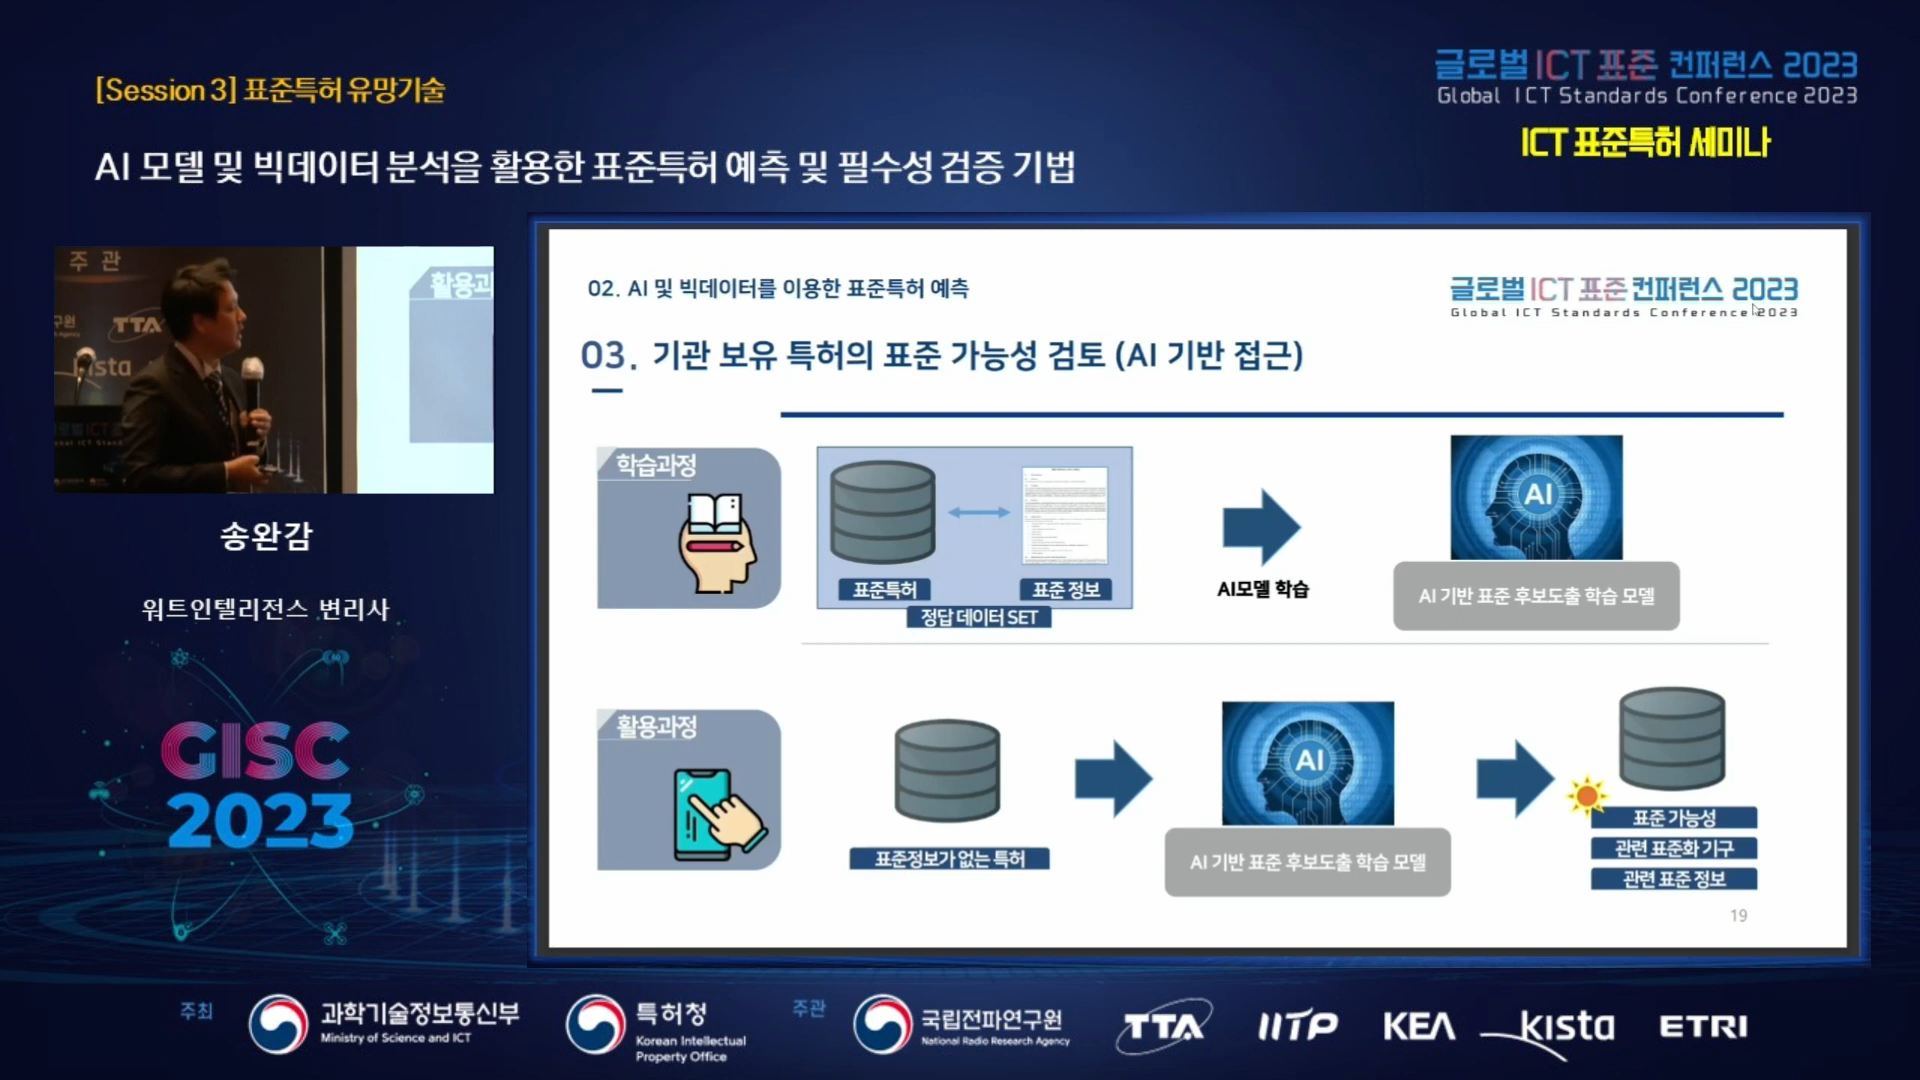 [Session 3] 표준특허 유망기술
AI 모델 및 빅데이터 분석을 활용한 표준특허 예측 및 필수성 검증 기법
글로벌 ICT 표준 컨퍼런스 2023
Global ICT Standards Conference 2023
ICT 표준특허 세미나
주 관
구원
TTA
kista
활용과
송완감
워트인텔리전스 변리사
GISC
2023
02. AI 및 빅데이터를 이용한 표준특허 예측
글로벌 ICT 표준 컨퍼런스 2023
Global ICT Standards Conference 2023
03. 기관 보유 특허의 표준 가능성 검토 (AI 기반 접근)
학습과정
표준특허
표준 정보
정답 데이터 SET
AI모델 학습
AI
AI 기반 표준 후보도출 학습 모델
활용과정
표준정보가 없는 특허
AI
AI 기반 표준 후보도출 학습 모델
표준 가능성
관련 표준화 기구
관련 표준 정보
19
주최
과학기술정보통신부
Ministry of Science and ICT
특허청
Korean Intellectual
Property Office
주관
국립전파연구원
National Radio Research Agency
TTA
IITP
KEA
kista
ETRI